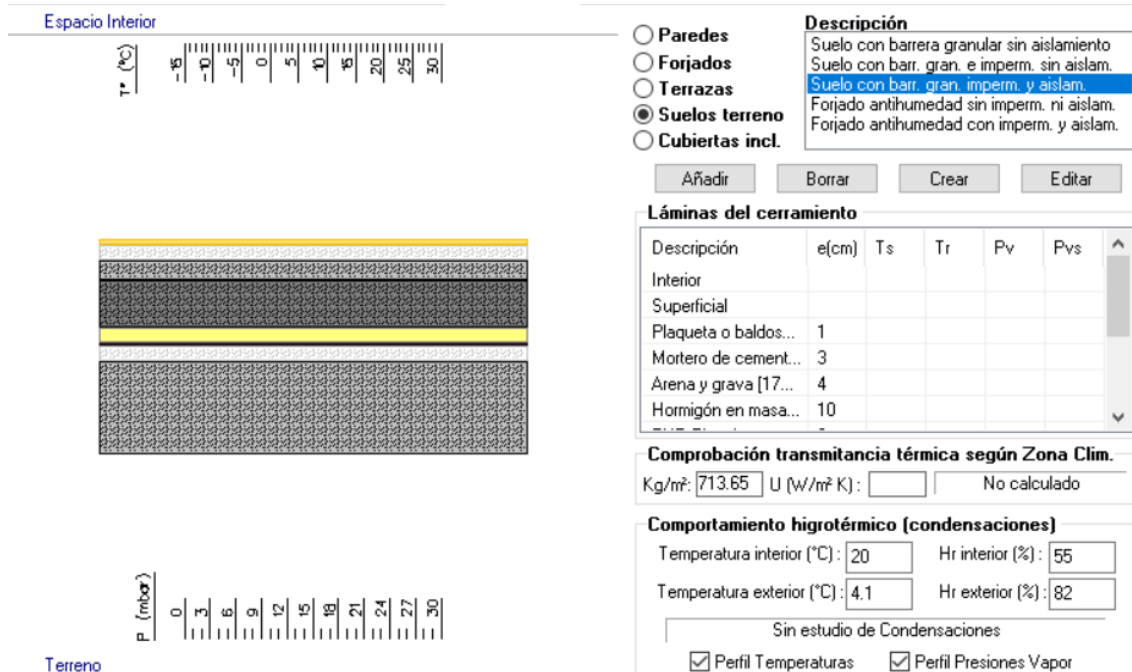 Espacio Interior
Tª (ºC)
-15 -10 -5 0 5 10 15 20 25 30
P (mbar)
0 3 6 9 12 15 18 21 24 27 30
Terreno
Paredes
Forjados
Terrazas
Suelos terreno
Cubiertas incl.
Descripción
Suelo con barrera granular sin aislamiento
Suelo con barr. gran. e imperm. sin aislam.
Suelo con barr. gran. imperm. y aislam.
Forjado antihumedad sin imperm. ni aislam.
Forjado antihumedad con imperm. y aislam.
Añadir Borrar Crear Editar
Láminas del cerramiento
Descripción e(cm) Ts Tr Pv Pvs
Interior
Superficial
Plaqueta o baldos... 1
Mortero de cement... 3
Arena y grava [17... 4
Hormigón en masa... 10
Comprobación transmitancia térmica según Zona Clim.
Kg/m²: 713.65 U (W/m² K) : No calculado
Comportamiento higrotérmico (condensaciones)
Temperatura interior (°C) : 20 Hr interior (%) : 55
Temperatura exterior (°C) : 4.1 Hr exterior (%) : 82
Sin estudio de Condensaciones
Perfil Temperaturas Perfil Presiones Vapor